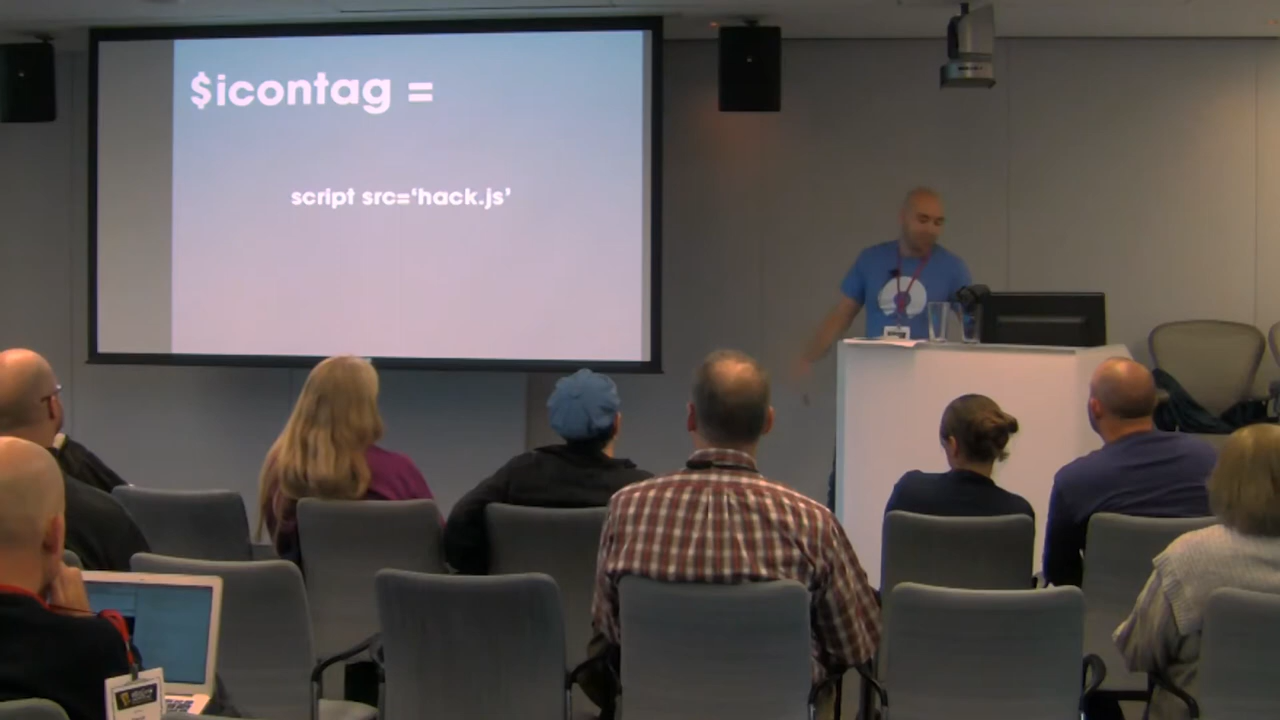 $icontag =
script src=‘hack.js’